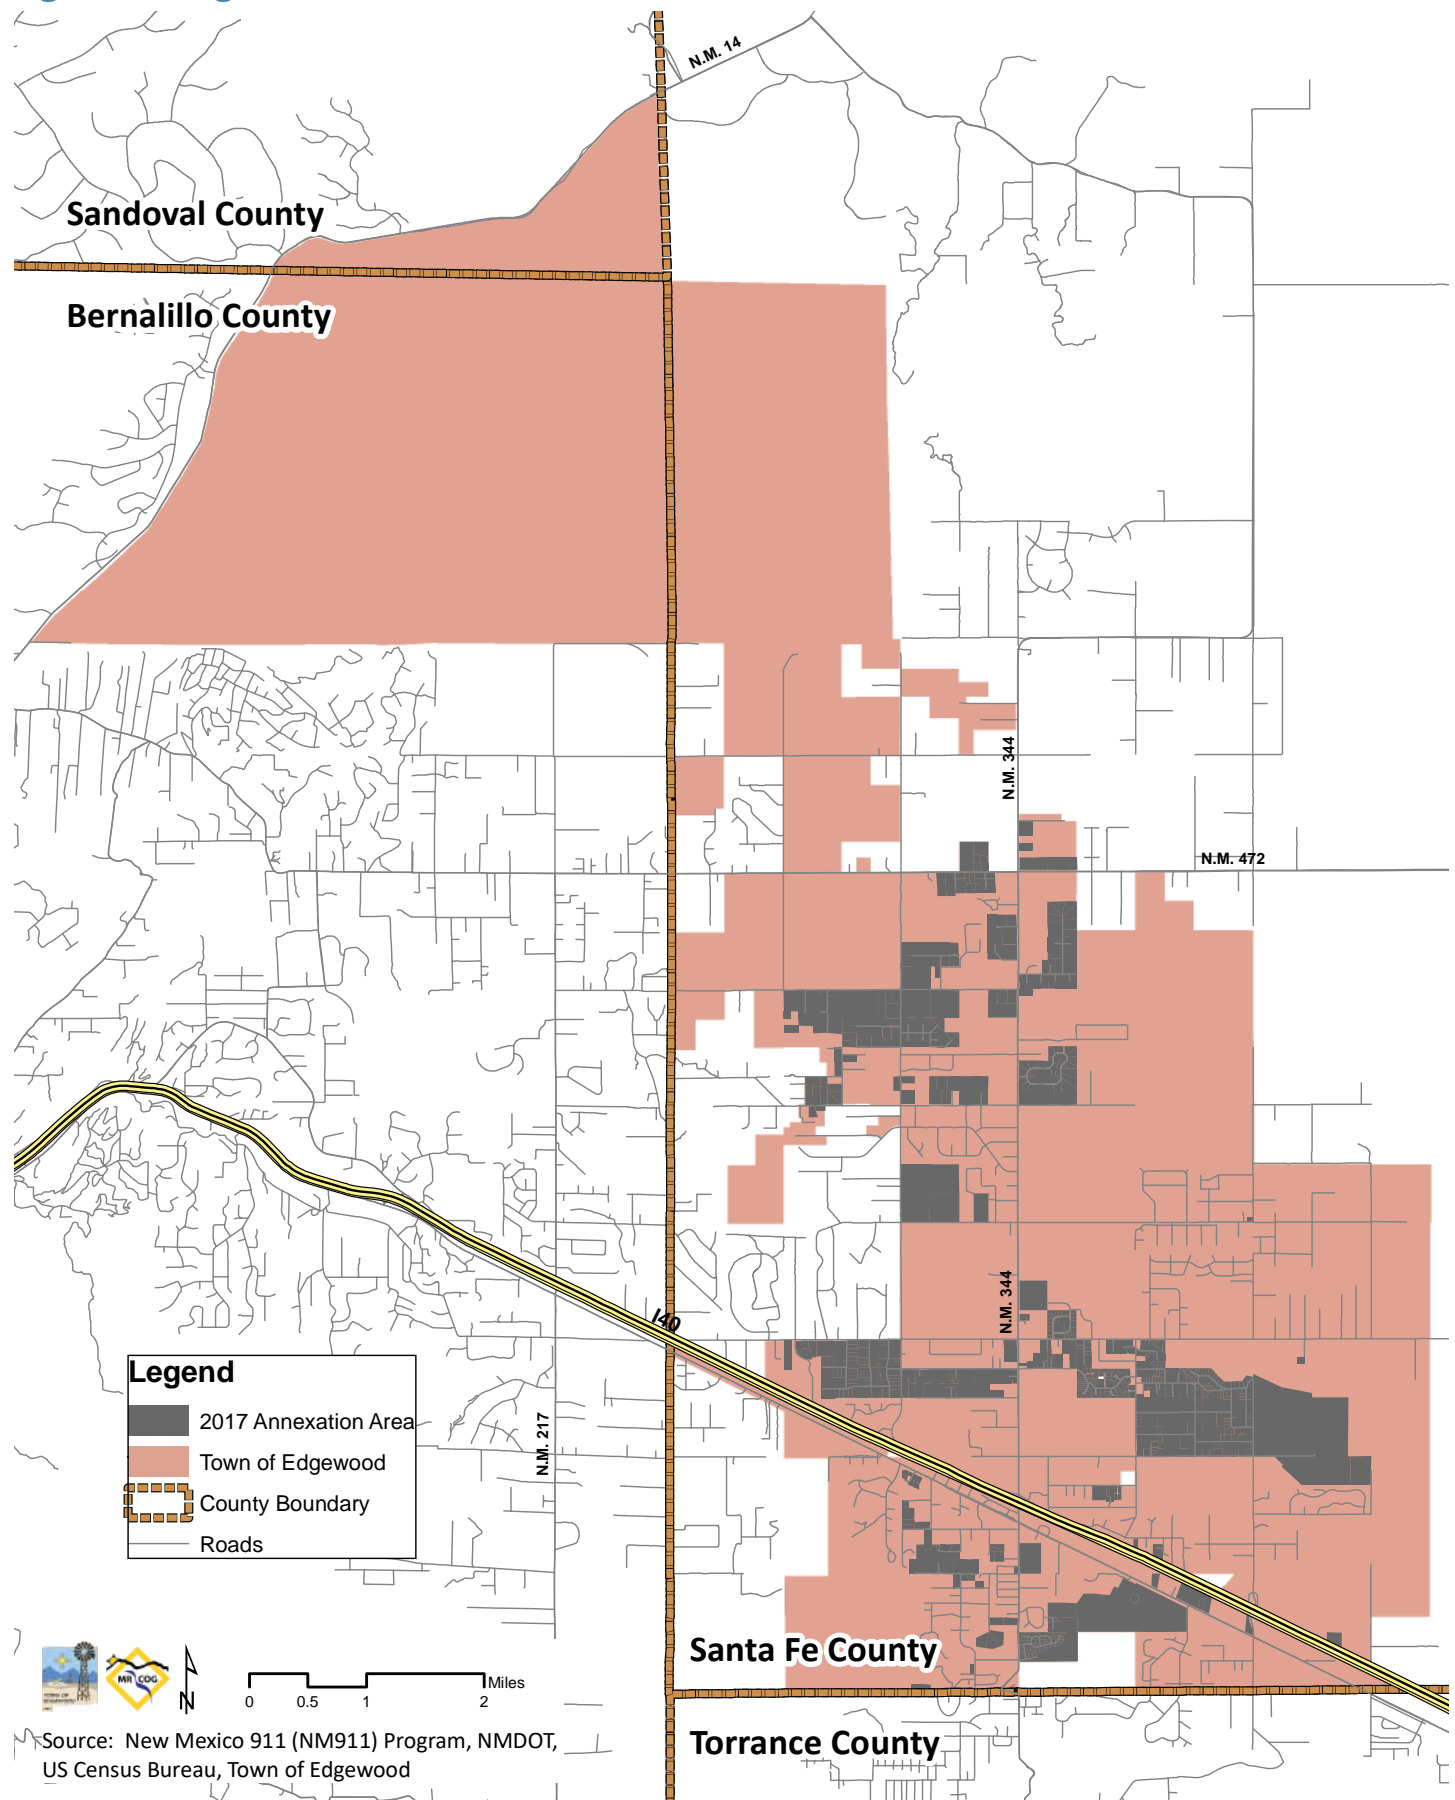 N.M. 14
Sandoval County
Bernalillo County
N.M. 344
N.M. 472
N.M. 344
I40
Legend
2017 Annexation Area
Town of Edgewood
County Boundary
Roads
N.M. 217
Santa Fe County
MR COG
N
Miles
0 0.5 1 2
Torrance County
Source: New Mexico 911 (NM911) Program, NMDOT,
US Census Bureau, Town of Edgewood